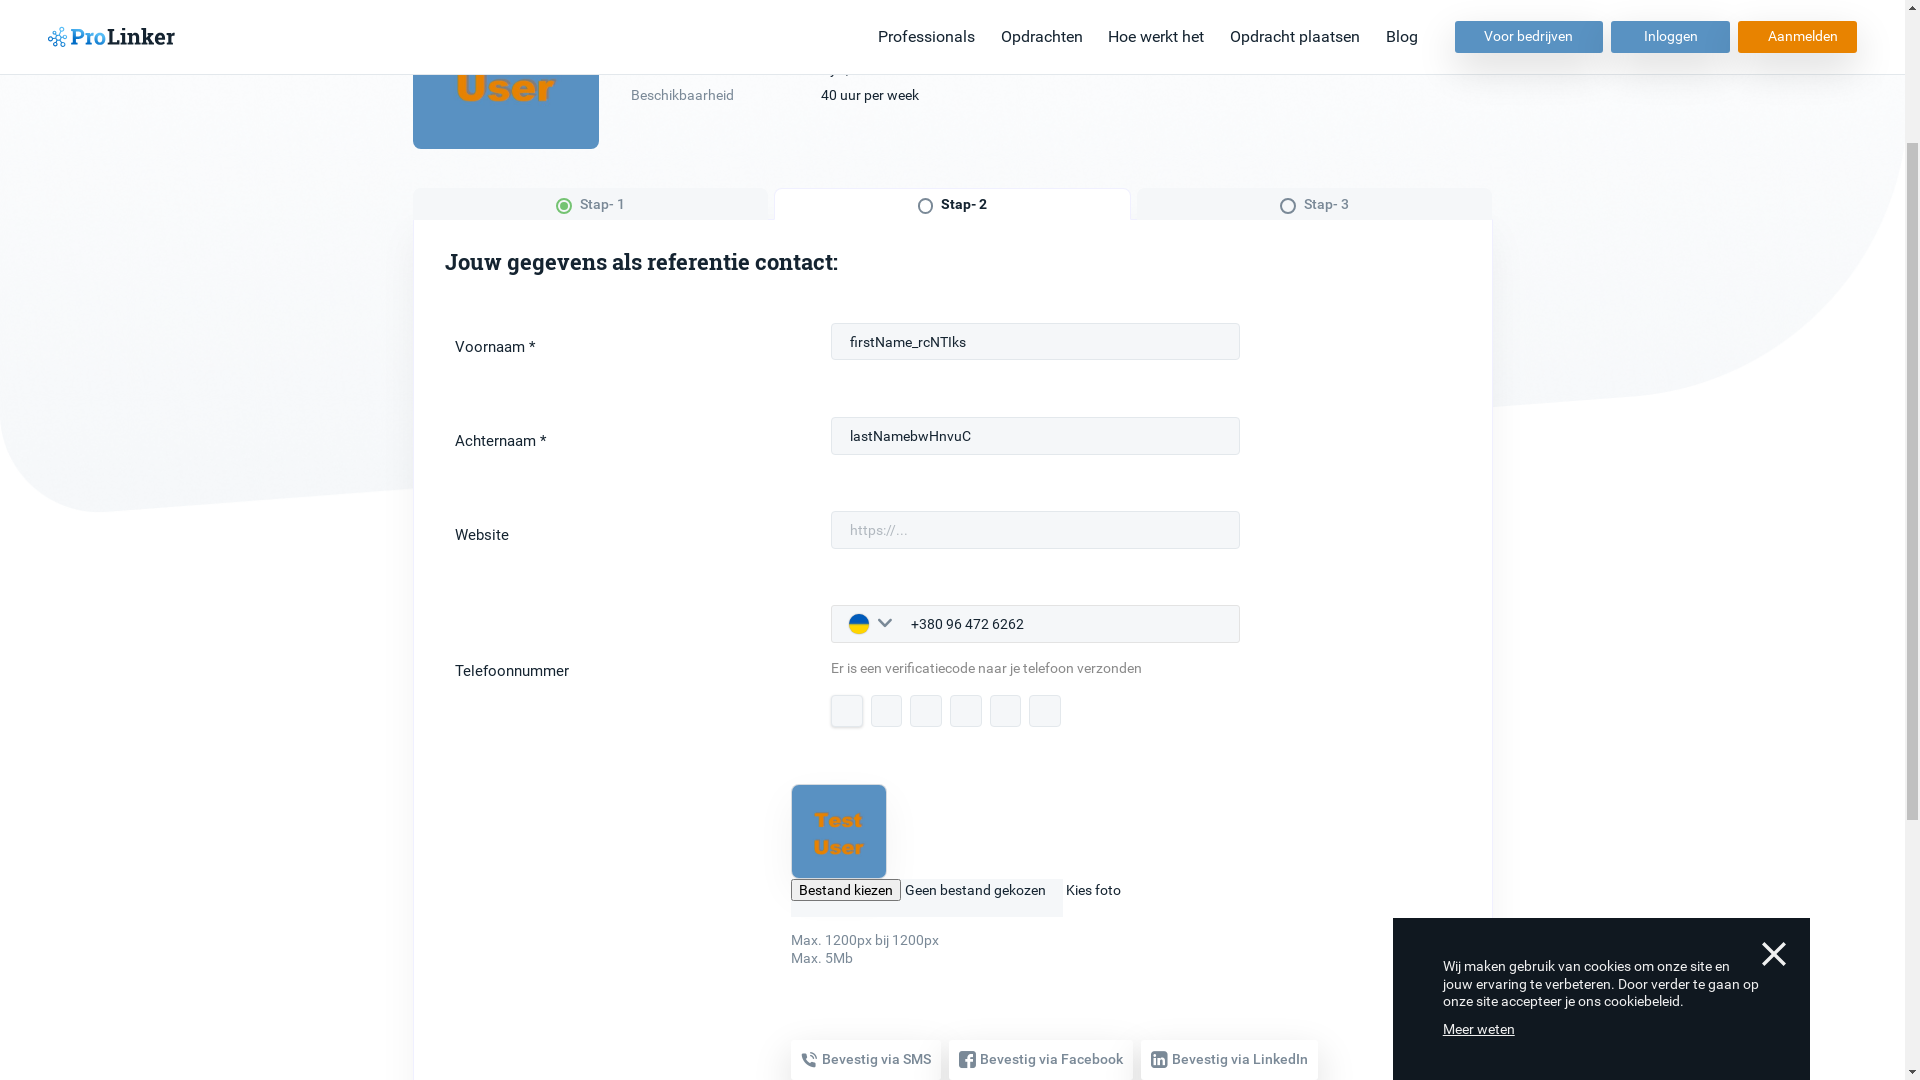 ProLinker
Professionals
Opdrachten
Hoe werkt het
Opdracht plaatsen
Blog
Voor bedrijven
Inloggen
Aanmelden
User
Beschikbaarheid
40 uur per week
Stap- 1
Stap- 2
Stap- 3
Jouw gegevens als referentie contact:
Voornaam *
firstName_rcNTIks
Achternaam *
lastNamebwHnvuC
Website
https://...
+380 96 472 6262
Telefoonnummer
Er is een verificatiecode naar je telefoon verzonden
Test
User
Bestand kiezen Geen bestand gekozen Kies foto
Max. 1200px bij 1200px
Max. 5Mb
Bevestig via SMS
Bevestig via Facebook
Bevestig via LinkedIn
Wij maken gebruik van cookies om onze site en
jouw ervaring te verbeteren. Door verder te gaan op
onze site accepteer je ons cookiebeleid.
Meer weten